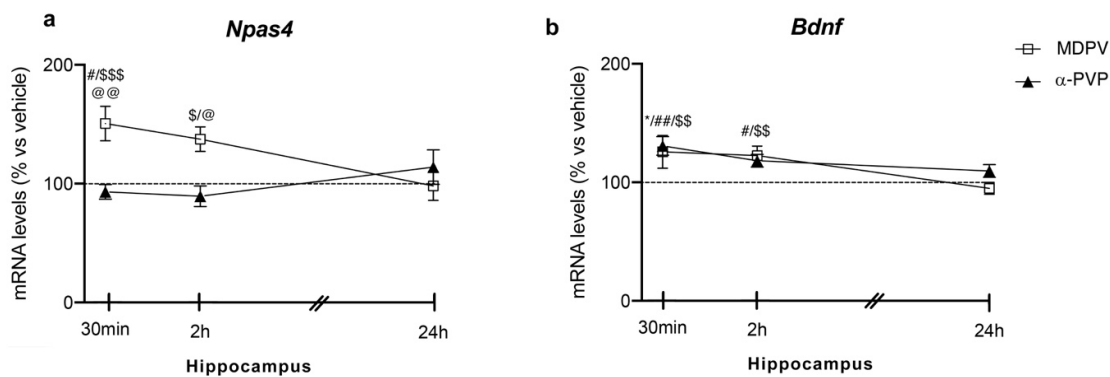 a
Npas4
mRNA levels (% vs vehicle)
200
100
0
#/$$$
@@
$/@
30min
2h
24h
Hippocampus
b
Bdnf
mRNA levels (% vs vehicle)
200
100
0
*/##/$$
#/$$
30min
2h
24h
Hippocampus
MDPV
α-PVP